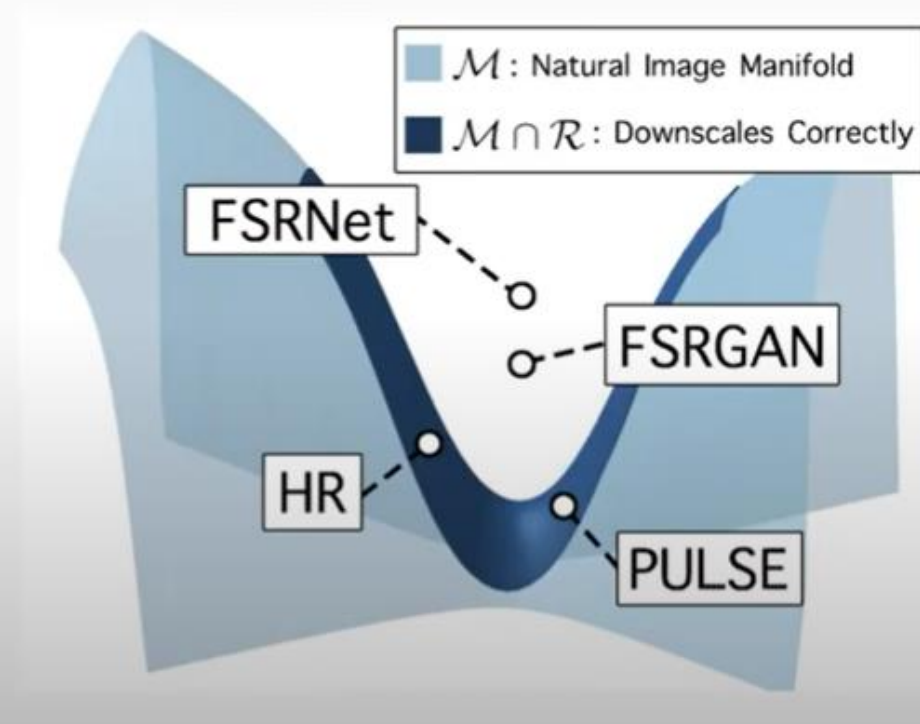 ℳ: Natural Image Manifold
ℳ ∩ ℛ: Downscales Correctly
FSRNet
FSRGAN
HR
PULSE